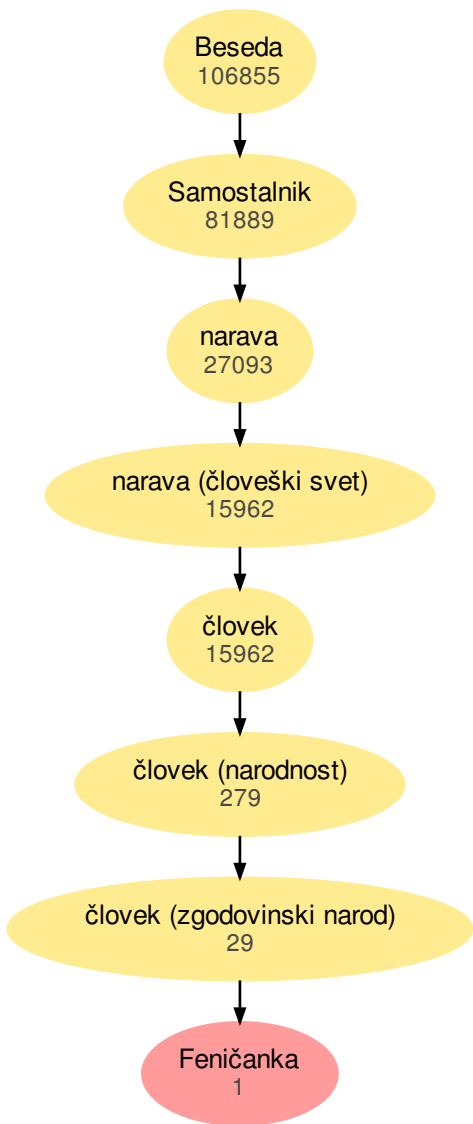 Beseda
106855
Samostalnik
81889
narava
27093
narava (človeški svet)
15962
človek
15962
človek (narodnost)
279
človek (zgodovinski narod)
29
Feničanka
1